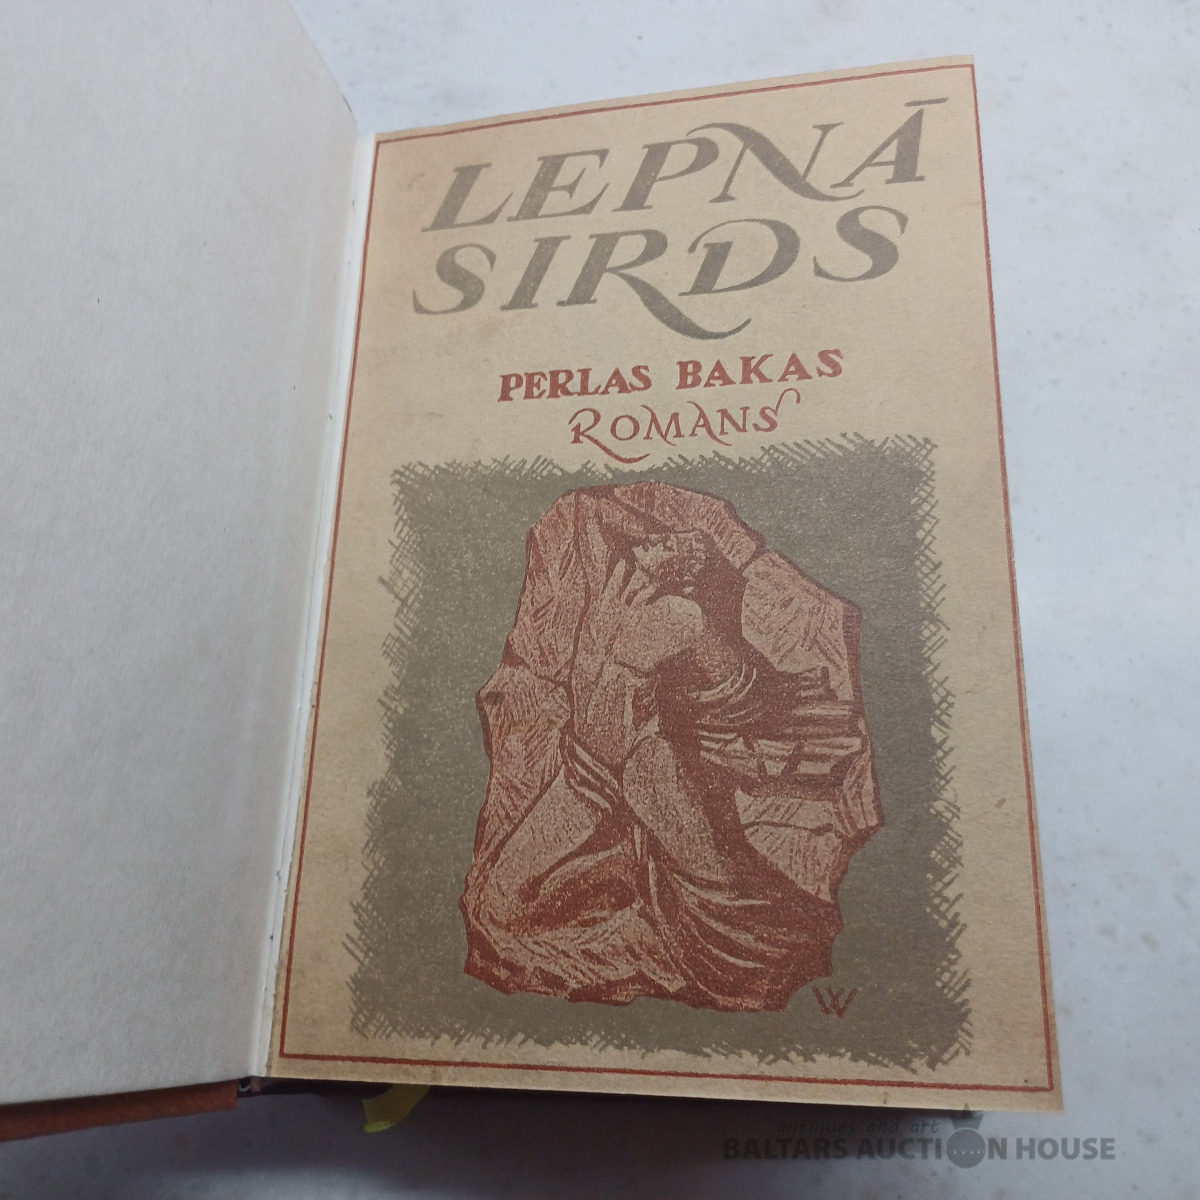 LEPNĀ
SIRDS
PERLAS BAKAS
ROMANS
W
antiques and art
BALTARS AUCTION HOUSE